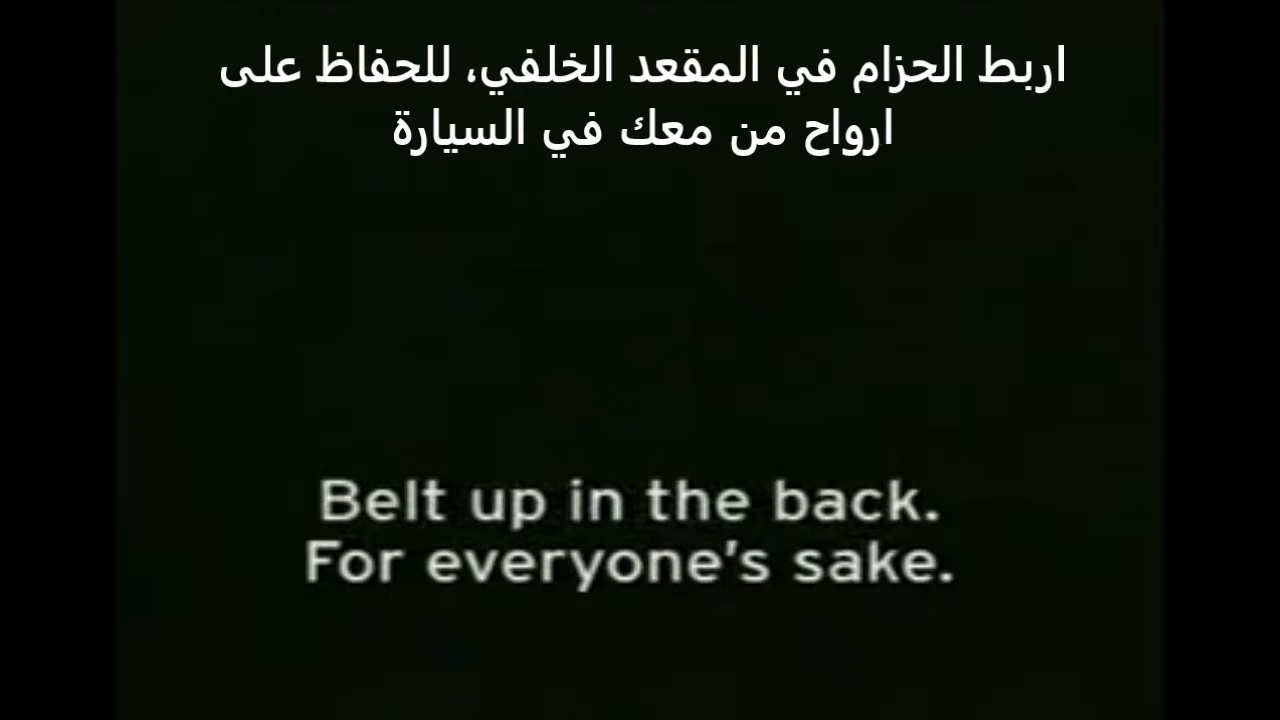 اربط الحزام في المقعد الخلفي، للحفاظ على
ارواح من معك في السيارة
Belt up in the back.
For everyone's sake.